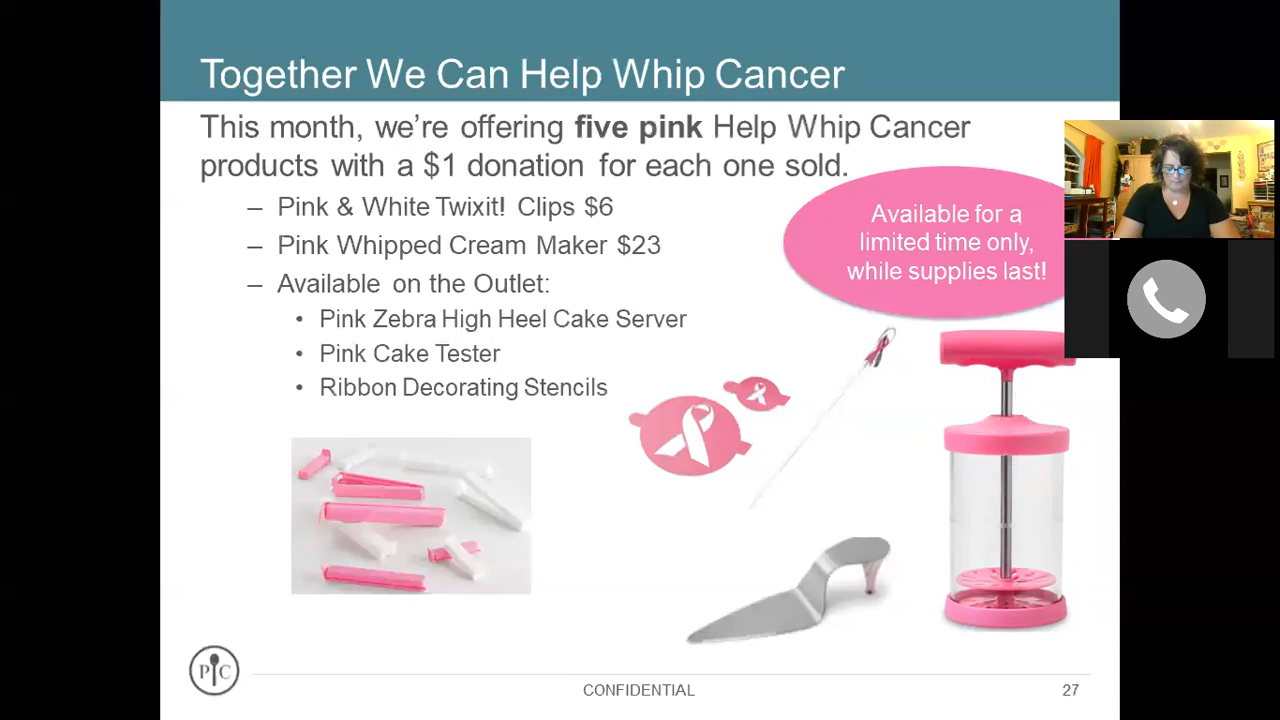 Together We Can Help Whip Cancer
This month, we're offering five pink Help Whip Cancer
products with a $1 donation for each one sold.
– Pink & White Twixit! Clips $6
– Pink Whipped Cream Maker $23
– Available on the Outlet:
• Pink Zebra High Heel Cake Server
• Pink Cake Tester
• Ribbon Decorating Stencils
Available for a
limited time only,
while supplies last!
PC
CONFIDENTIAL
27